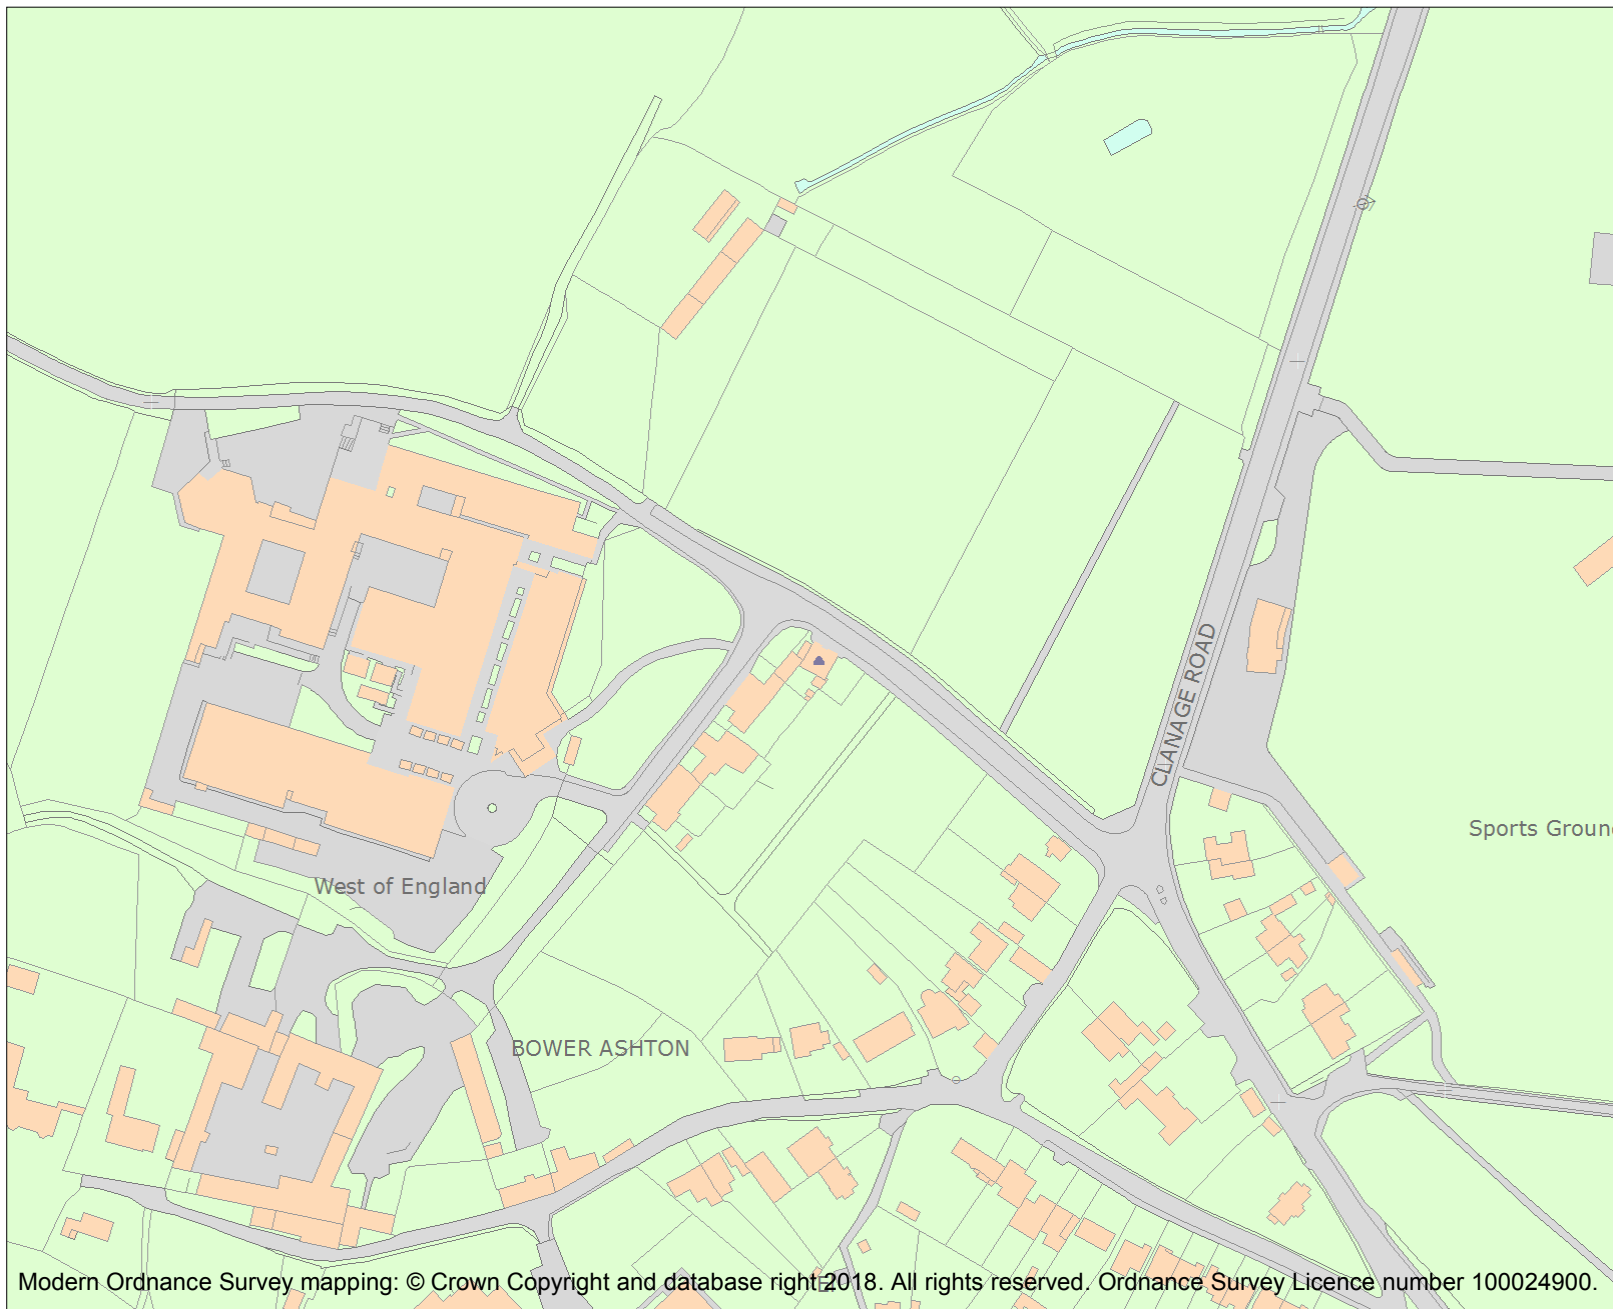 CLANAGE ROAD
Sports Groun
West of England
BOWER ASHTON
Modern Ordnance Survey mapping: © Crown Copyright and database right 2018. All rights reserved. Ordnance Survey Licence number 100024900.